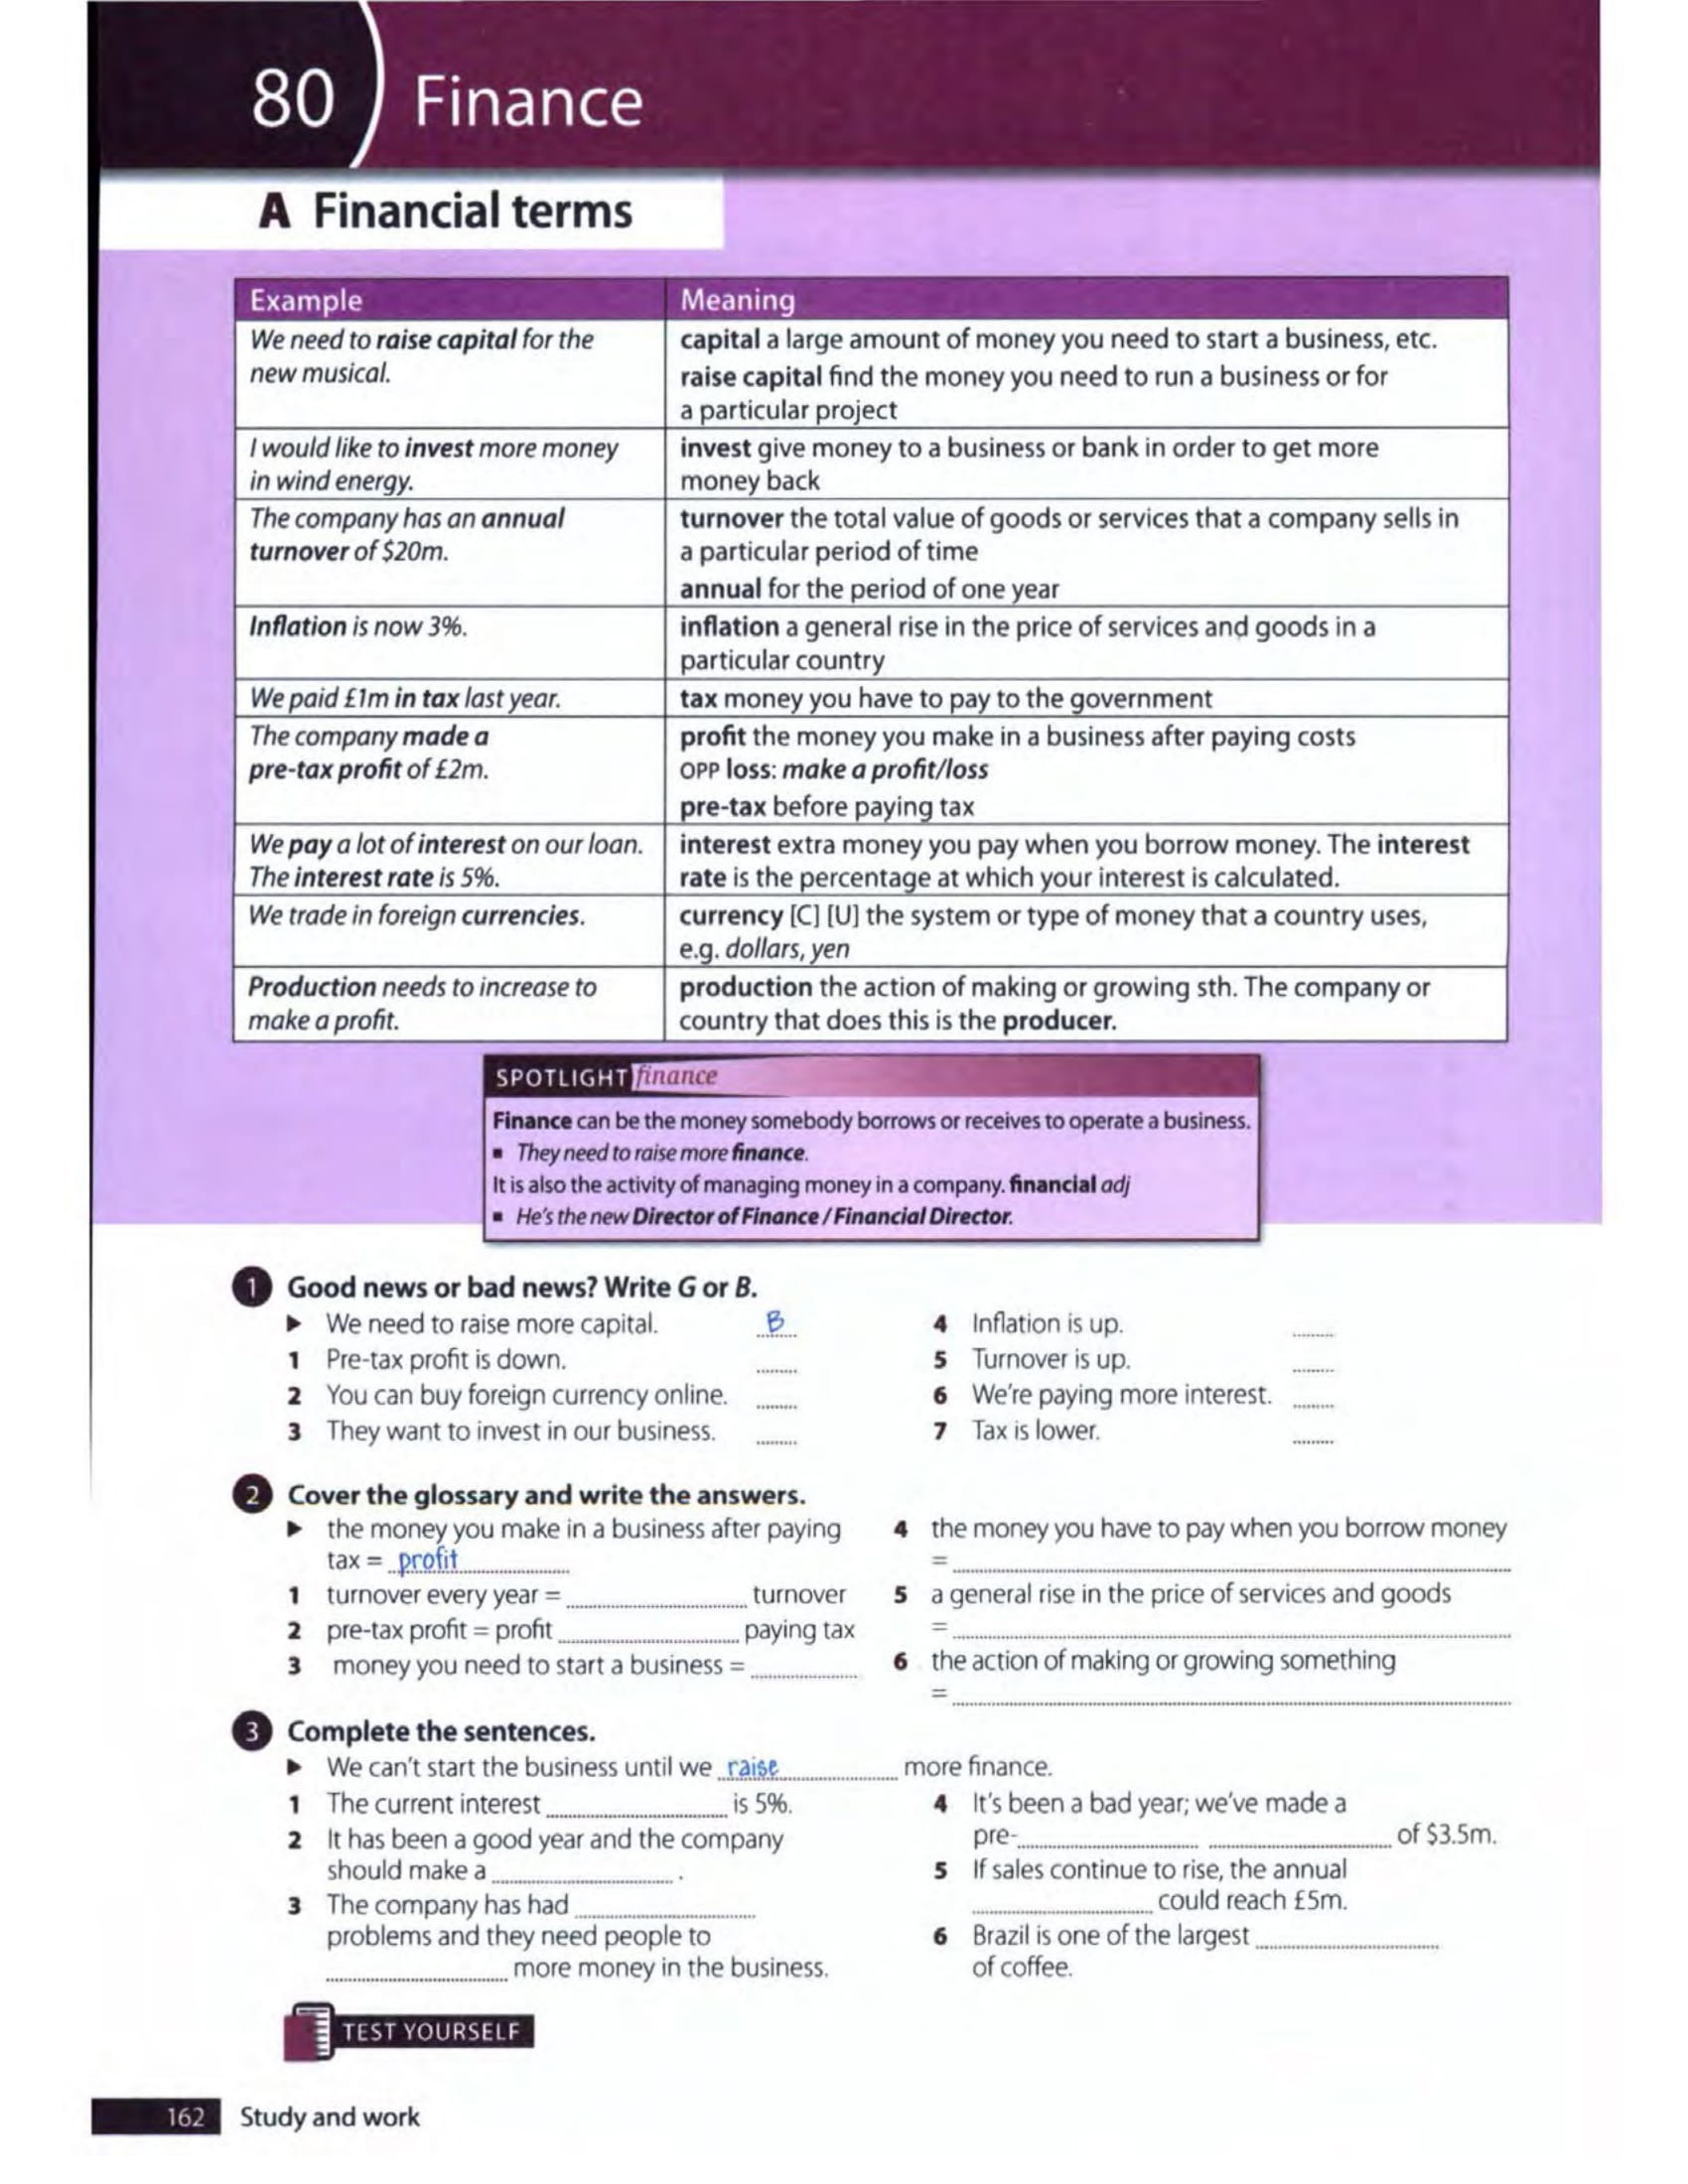 80 Finance
A Financial terms
Example Meaning
We need to raise capital for the
new musical.
capital a large amount of money you need to start a business, etc.
raise capital find the money you need to run a business or for
a particular project
I would like to invest more money
in wind energy.
invest give money to a business or bank in order to get more
money back
The company has an annual
turnover of $20m.
turnover the total value of goods or services that a company sells in
a particular period of time
annual for the period of one year
Inflation is now 3%.
inflation a general rise in the price of services and goods in a
particular country
We paid £1m in tax last year.
tax money you have to pay to the government
The company made a
pre-tax profit of £2m.
profit the money you make in a business after paying costs
OPP loss: make a profit/loss
pre-tax before paying tax
We pay a lot of interest on our loan.
The interest rate is 5%.
interest extra money you pay when you borrow money. The interest
rate is the percentage at which your interest is calculated.
We trade in foreign currencies.
currency [C] [U] the system or type of money that a country uses,
e.g. dollars, yen
Production needs to increase to
make a profit.
production the action of making or growing sth. The company or
country that does this is the producer.
SPOTLIGHT finance
Finance can be the money somebody borrows or receives to operate a business.
▪ They need to raise more finance.
It is also the activity of managing money in a company. financial adj
▪ He's the new Director of Finance / Financial Director.
1 Good news or bad news? Write G or B.
▶ We need to raise more capital. B
1 Pre-tax profit is down. ........
2 You can buy foreign currency online. ........
3 They want to invest in our business. ........
4 Inflation is up. ........
5 Turnover is up. ........
6 We're paying more interest. ........
7 Tax is lower. ........
2 Cover the glossary and write the answers.
▶ the money you make in a business after paying
tax = profit
1 turnover every year = ........ turnover
2 pre-tax profit = profit ........ paying tax
3 money you need to start a business = ........
4 the money you have to pay when you borrow money
= ........
5 a general rise in the price of services and goods
= ........
6 the action of making or growing something
= ........
3 Complete the sentences.
▶ We can't start the business until we raise ........ more finance.
1 The current interest ........ is 5%.
2 It has been a good year and the company
should make a ........ .
3 The company has had ........
problems and they need people to
........ more money in the business.
4 It's been a bad year; we've made a
pre-........ ........ of $3.5m.
5 If sales continue to rise, the annual
........ could reach £5m.
6 Brazil is one of the largest ........
of coffee.
TEST YOURSELF
162 Study and work